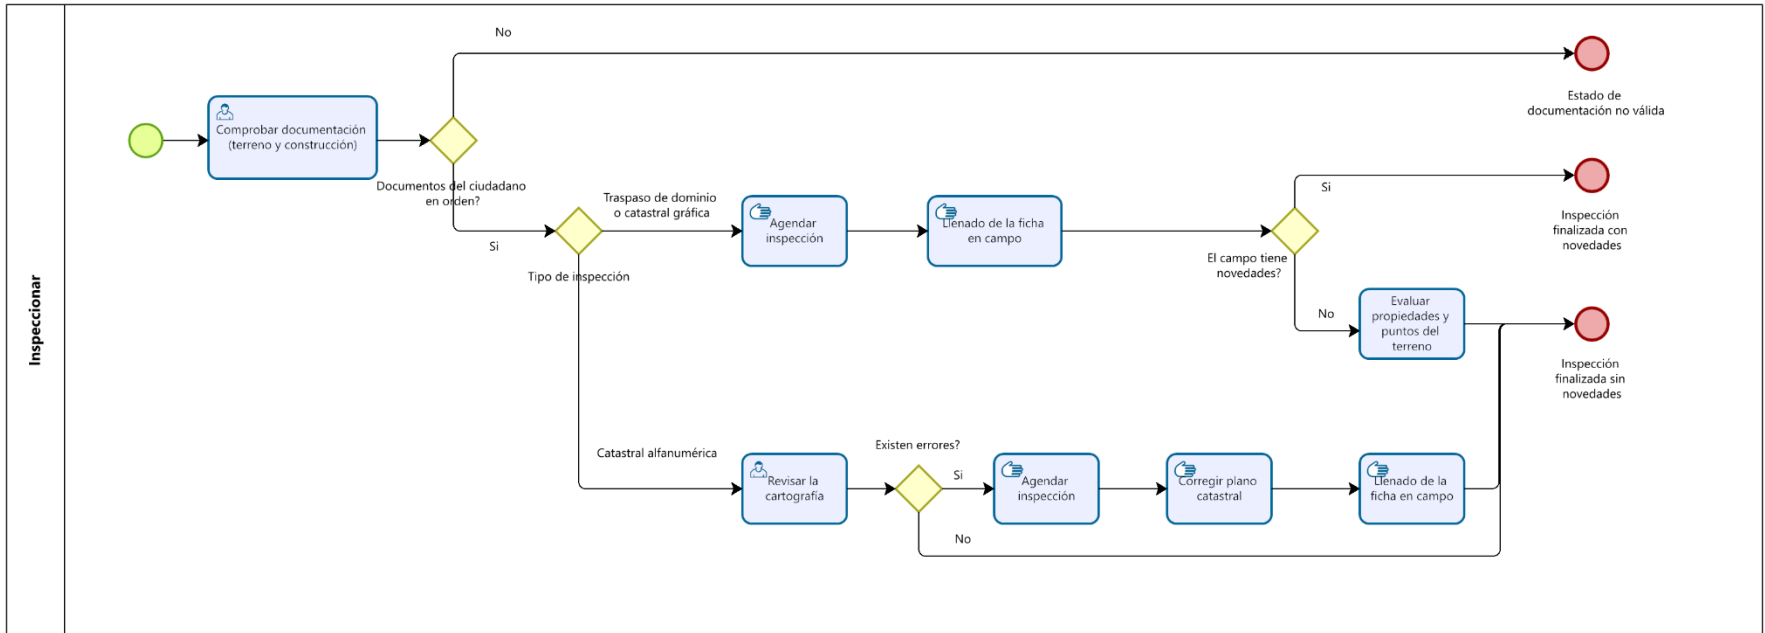 Inspeccionar
No
Comprobar documentación
(terreno y construcción)
Documentos del ciudadano
en orden?
Si
Estado de
documentación no válida
Tipo de inspección
Traspaso de dominio
o catastral gráfica
Agendar
inspección
Llenado de la ficha
en campo
El campo tiene
novedades?
Si
Inspección
finalizada con
novedades
No
Evaluar
propiedades y
puntos del
terreno
Inspección
finalizada sin
novedades
Catastral alfanumérica
Revisar la
cartografía
Existen errores?
Si
Agendar
inspección
Corregir plano
catastral
Llenado de la
ficha en campo
No